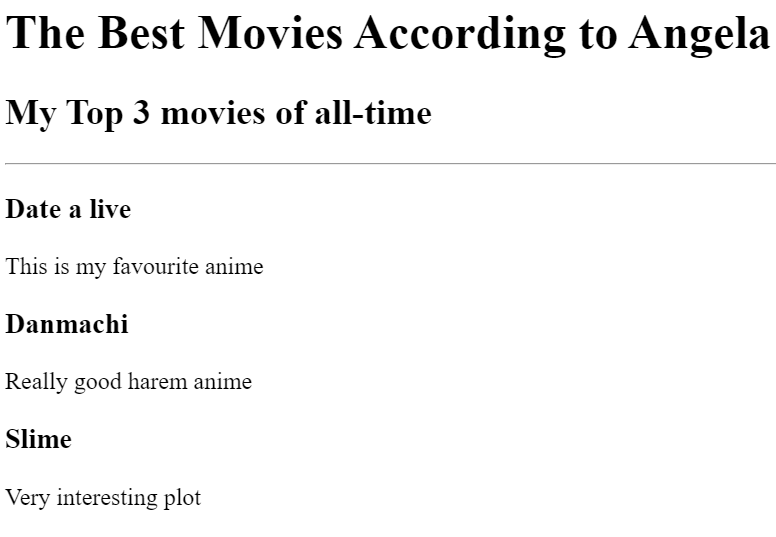 The Best Movies According to Angela
My Top 3 movies of all-time
Date a live
This is my favourite anime
Danmachi
Really good harem anime
Slime
Very interesting plot